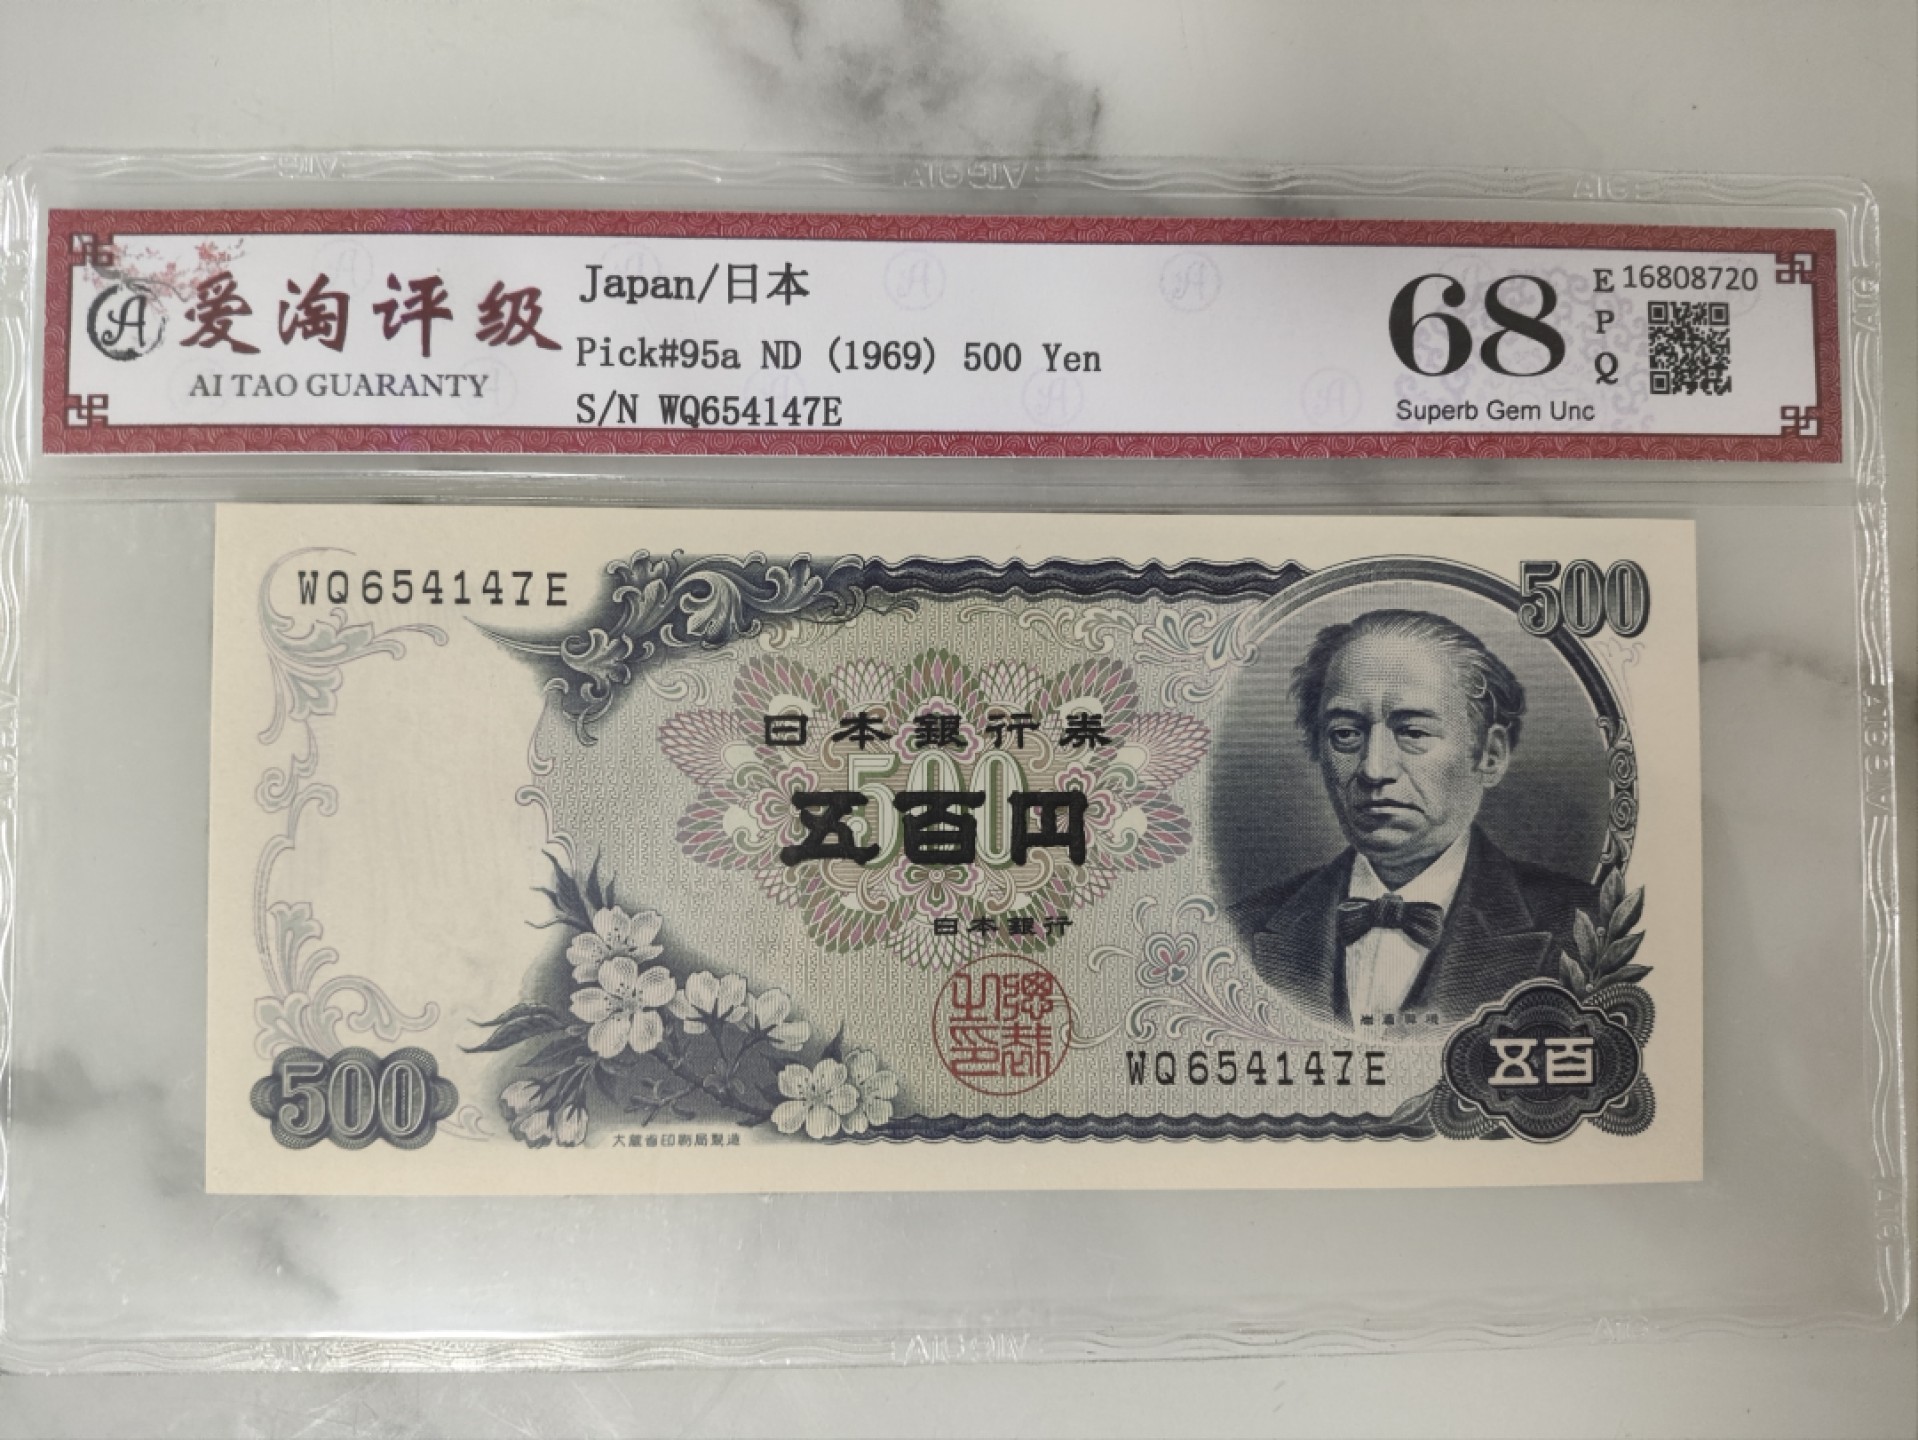 爱淘评级
AI TAO GUARANTY
Japan/日本
Pick#95a ND (1969) 500 Yen
S/N WQ654147E
68
EPQ
16808720
Superb Gem Unc
WQ654147E
500
日本銀行券
500
五百円
日本銀行
WQ654147E
五百
500
大蔵省印刷局製造